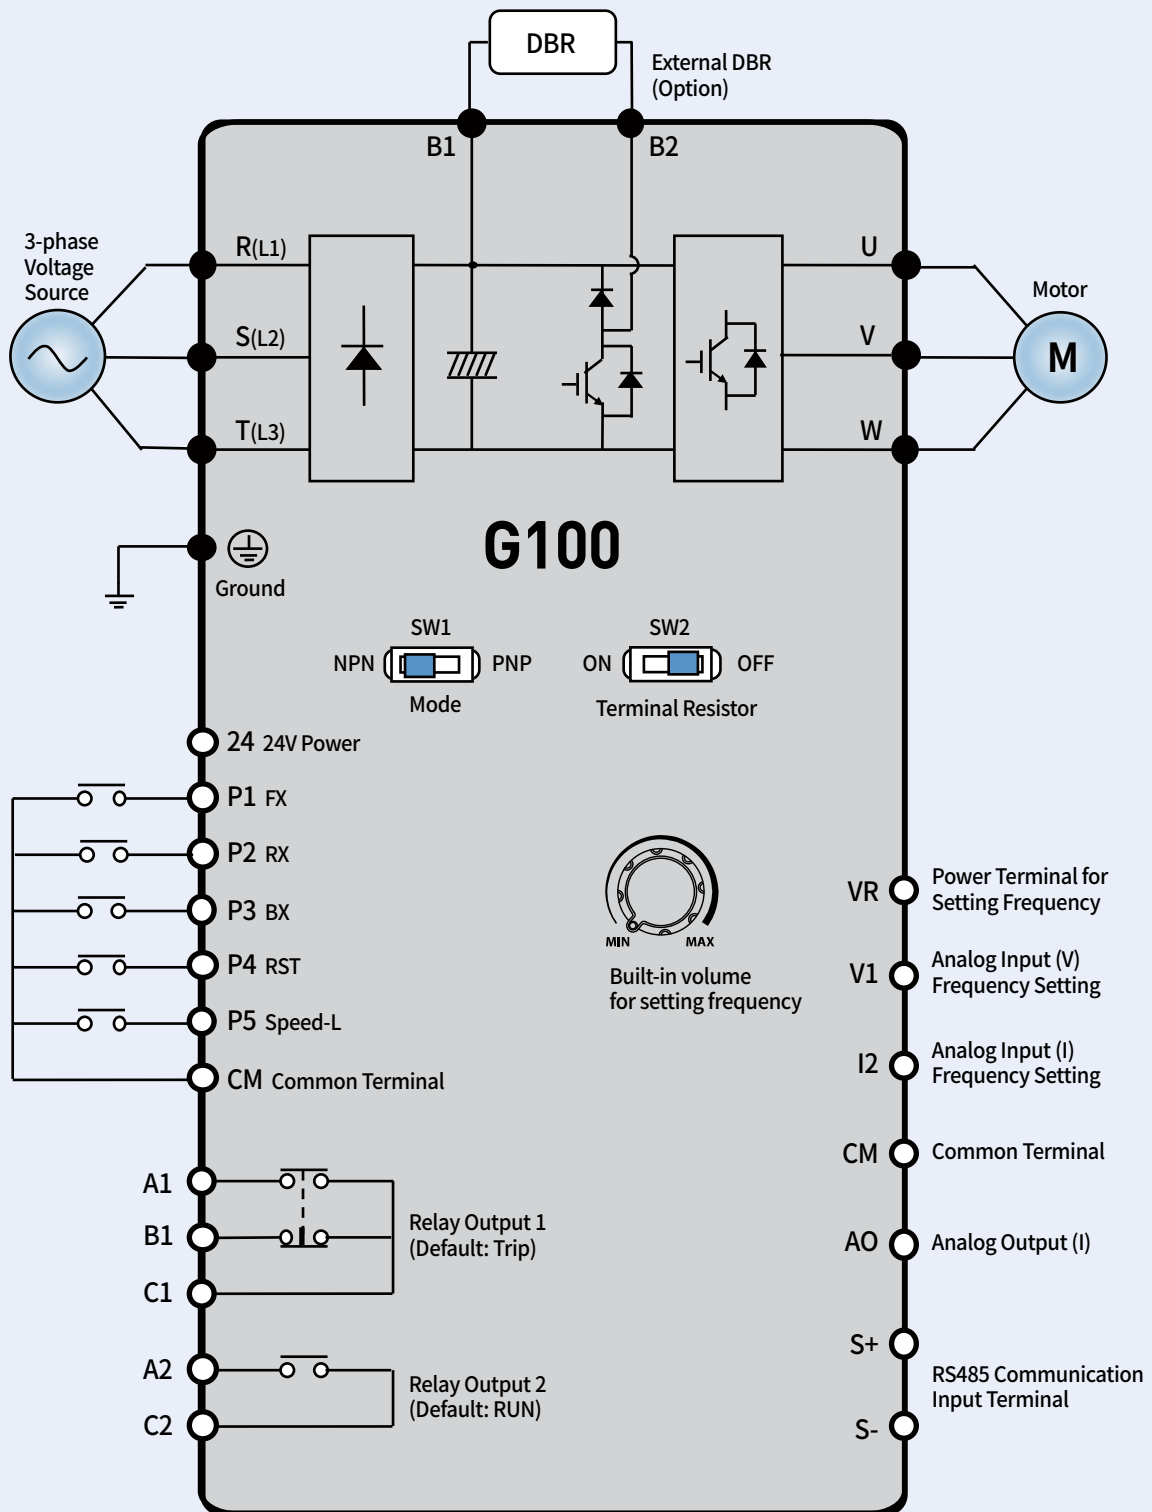 DBR
External DBR
(Option)
B1
B2
3-phase
Voltage
Source
R(L1)
S(L2)
T(L3)
U
V
W
Motor
M
G100
Ground
SW1
NPN
PNP
Mode
SW2
ON
OFF
Terminal Resistor
24 24V Power
P1 FX
P2 RX
P3 BX
P4 RST
P5 Speed-L
CM Common Terminal
MIN
MAX
Built-in volume
for setting frequency
VR
Power Terminal for
Setting Frequency
V1
Analog Input (V)
Frequency Setting
I2
Analog Input (I)
Frequency Setting
CM
Common Terminal
AO
Analog Output (I)
S+
S-
RS485 Communication
Input Terminal
A1
B1
C1
Relay Output 1
(Default: Trip)
A2
C2
Relay Output 2
(Default: RUN)